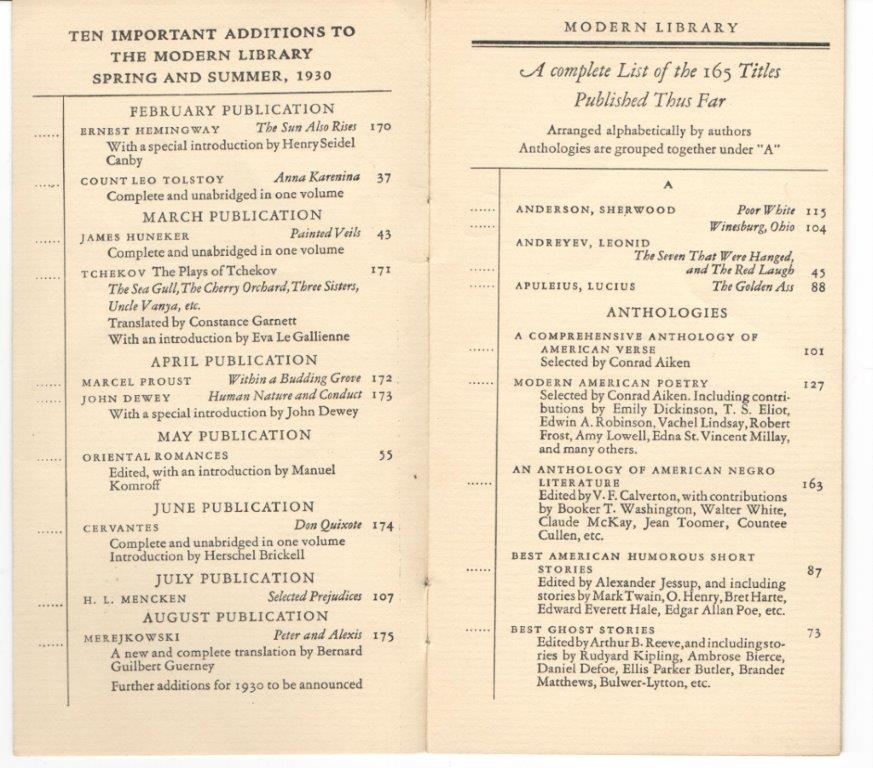 TEN IMPORTANT ADDITIONS TO
THE MODERN LIBRARY
SPRING AND SUMMER, 1930
FEBRUARY PUBLICATION
ERNEST HEMINGWAY The Sun Also Rises 170
With a special introduction by Henry Seidel
Canby
COUNT LEO TOLSTOY Anna Karenina 37
Complete and unabridged in one volume
MARCH PUBLICATION
JAMES HUNEKER Painted Veils 43
Complete and unabridged in one volume
TCHEKOV The Plays of Tchekov 171
The Sea Gull, The Cherry Orchard, Three Sisters,
Uncle Vanya, etc.
Translated by Constance Garnett
With an introduction by Eva Le Gallienne
APRIL PUBLICATION
MARCEL PROUST Within a Budding Grove 172
JOHN DEWEY Human Nature and Conduct 173
With a special introduction by John Dewey
MAY PUBLICATION
ORIENTAL ROMANCES 55
Edited, with an introduction by Manuel
Komroff
JUNE PUBLICATION
CERVANTES Don Quixote 174
Complete and unabridged in one volume
Introduction by Herschel Brickell
JULY PUBLICATION
H. L. MENCKEN Selected Prejudices 107
AUGUST PUBLICATION
MEREJKOWSKI Peter and Alexis 175
A new and complete translation by Bernard
Guilbert Guerney
Further additions for 1930 to be announced
MODERN LIBRARY
A complete List of the 165 Titles
Published Thus Far
Arranged alphabetically by authors
Anthologies are grouped together under "A"
A
ANDERSON, SHERWOOD Poor White 115
Winesburg, Ohio 104
ANDREYEV, LEONID
The Seven That Were Hanged,
and The Red Laugh 45
APULEIUS, LUCIUS The Golden Ass 88
ANTHOLOGIES
A COMPREHENSIVE ANTHOLOGY OF
AMERICAN VERSE 101
Selected by Conrad Aiken
MODERN AMERICAN POETRY 127
Selected by Conrad Aiken. Including contri-
butions by Emily Dickinson, T. S. Eliot,
Edwin A. Robinson, Vachel Lindsay, Robert
Frost, Amy Lowell, Edna St. Vincent Millay,
and many others.
AN ANTHOLOGY OF AMERICAN NEGRO
LITERATURE 163
Edited by V. F. Calverton, with contributions
by Booker T. Washington, Walter White,
Claude McKay, Jean Toomer, Countee
Cullen, etc.
BEST AMERICAN HUMOROUS SHORT
STORIES 87
Edited by Alexander Jessup, and including
stories by Mark Twain, O. Henry, Bret Harte,
Edward Everett Hale, Edgar Allan Poe, etc.
BEST GHOST STORIES 73
Edited by Arthur B. Reeve, and including sto-
ries by Rudyard Kipling, Ambrose Bierce,
Daniel Defoe, Ellis Parker Butler, Brander
Matthews, Bulwer-Lytton, etc.